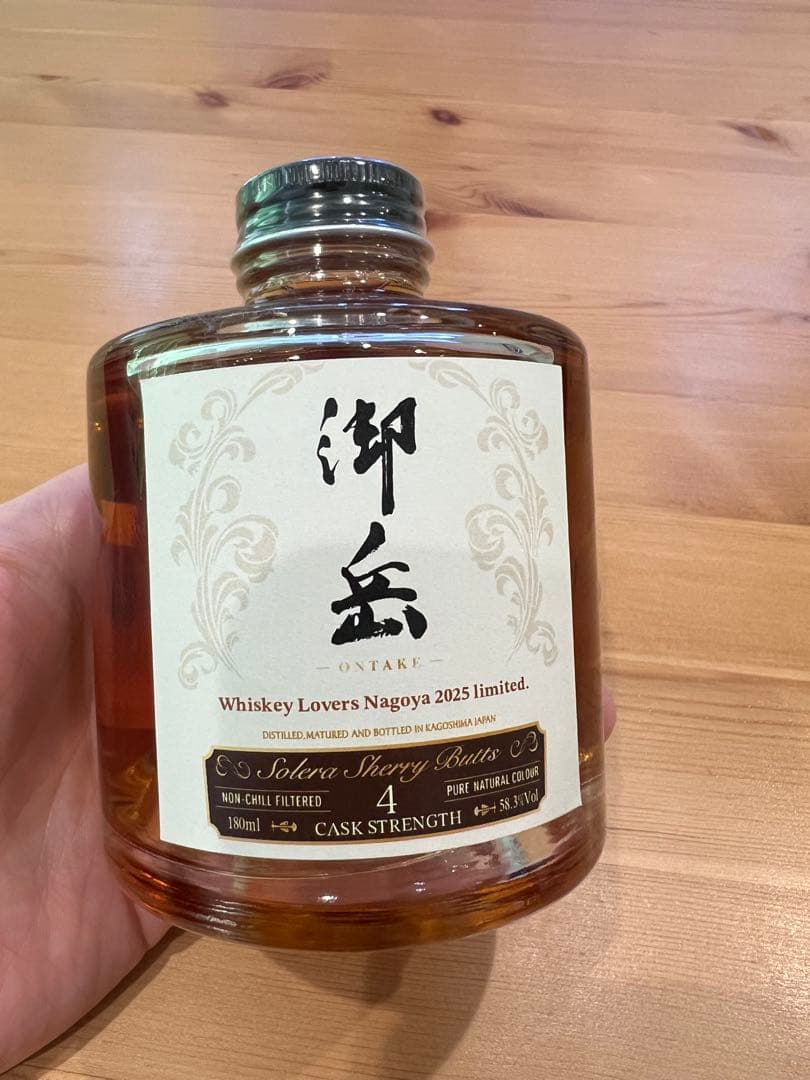 御
岳
— ONTAKE —
Whiskey Lovers Nagoya 2025 limited.
DISTILLED, MATURED AND BOTTLED IN KAGOSHIMA JAPAN
Solera Sherry Butts
NON-CHILL FILTERED
4
PURE NATURAL COLOUR
180ml
CASK STRENGTH
58.3%Vol